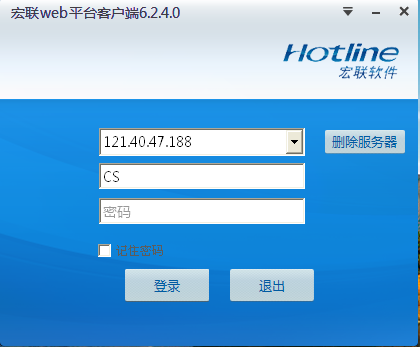 宏联web平台客户端6.2.4.0
Hotline
宏联软件
121.40.47.188
删除服务器
CS
密码
记住密码
登录
退出